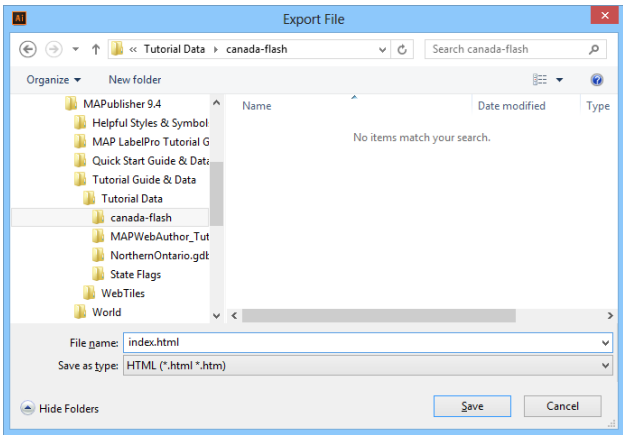 Ai Export File
« Tutorial Data canada-flash Search canada-flash
Organize New folder
Name Date modified Type
No items match your search.
MAPublisher 9.4
Helpful Styles & Symbol
MAP LabelPro Tutorial G
Quick Start Guide & Data
Tutorial Guide & Data
Tutorial Data
canada-flash
MAPWebAuthor_Tut
NorthernOntario.gdb
State Flags
WebTiles
World
File name: index.html
Save as type: HTML (*.html *.htm)
Hide Folders Save Cancel